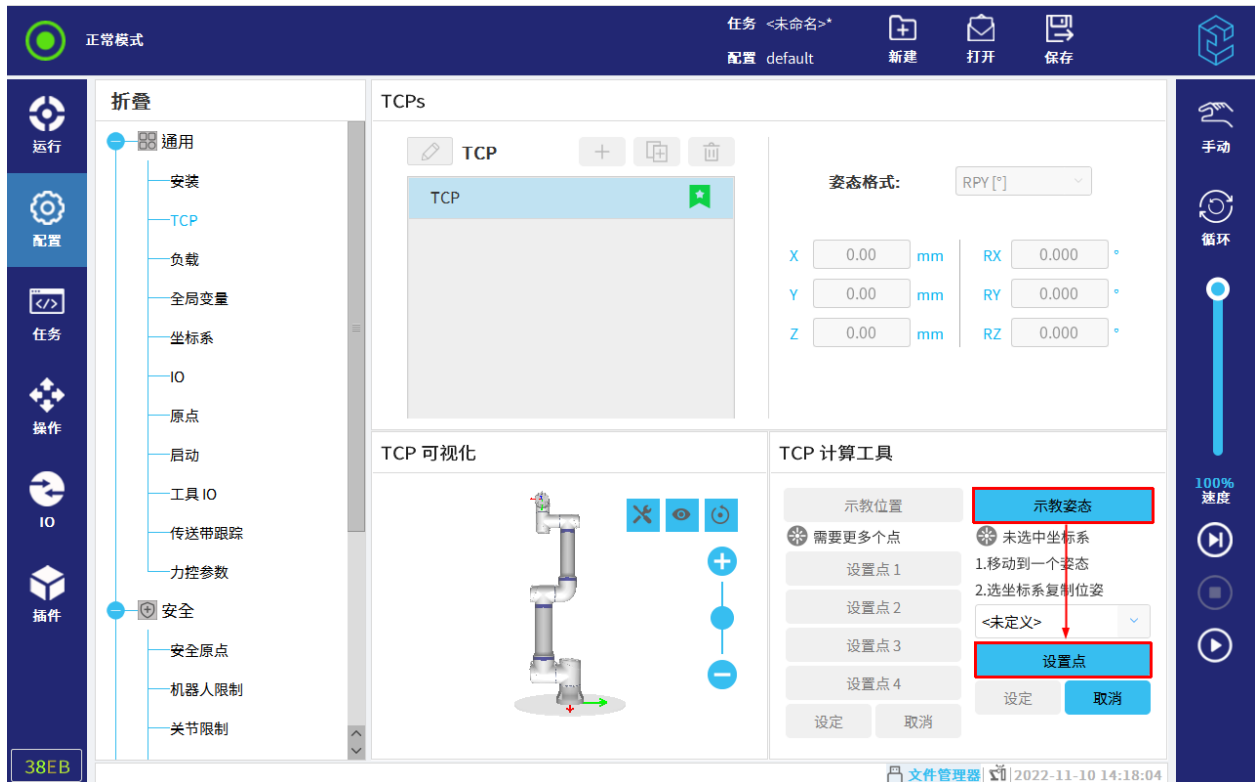 正常模式
任务 <未命名>*
配置 default
新建
打开
保存
运行
配置
任务
操作
IO
插件
38EB
折叠
通用
安装
TCP
负载
全局变量
坐标系
IO
原点
启动
工具 IO
传送带跟踪
力控参数
安全
安全原点
机器人限制
关节限制
TCPs
TCP
TCP
姿态格式:
RPY [°]
X 0.00 mm RX 0.000 °
Y 0.00 mm RY 0.000 °
Z 0.00 mm RZ 0.000 °
TCP 可视化
TCP 计算工具
示教位置
需要更多个点
设置点 1
设置点 2
设置点 3
设置点 4
设定 取消
示教姿态
未选中坐标系
1.移动到一个姿态
2.选坐标系复制位姿
<未定义>
设置点
设定 取消
手动
循环
100%
速度
文件管理器
2022-11-10 14:18:04